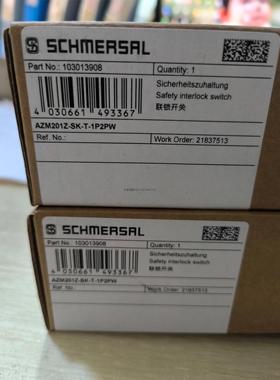 SCHMERSAL
Part No.: 103013908
Quantity: 1
4 030661 493367
Sicherheitszuhaltung
Safety interlock switch
联锁开关
AZM201Z-SK-T-1P2PW
Ref. No.:
Work Order: 21837513
SCHMERSAL
Part No.: 103013908
Quantity: 1
4 030661 493367
Sicherheitszuhaltung
Safety interlock switch
联锁开关
AZM201Z-SK-T-1P2PW
Ref. No.:
Work Order: 21837513